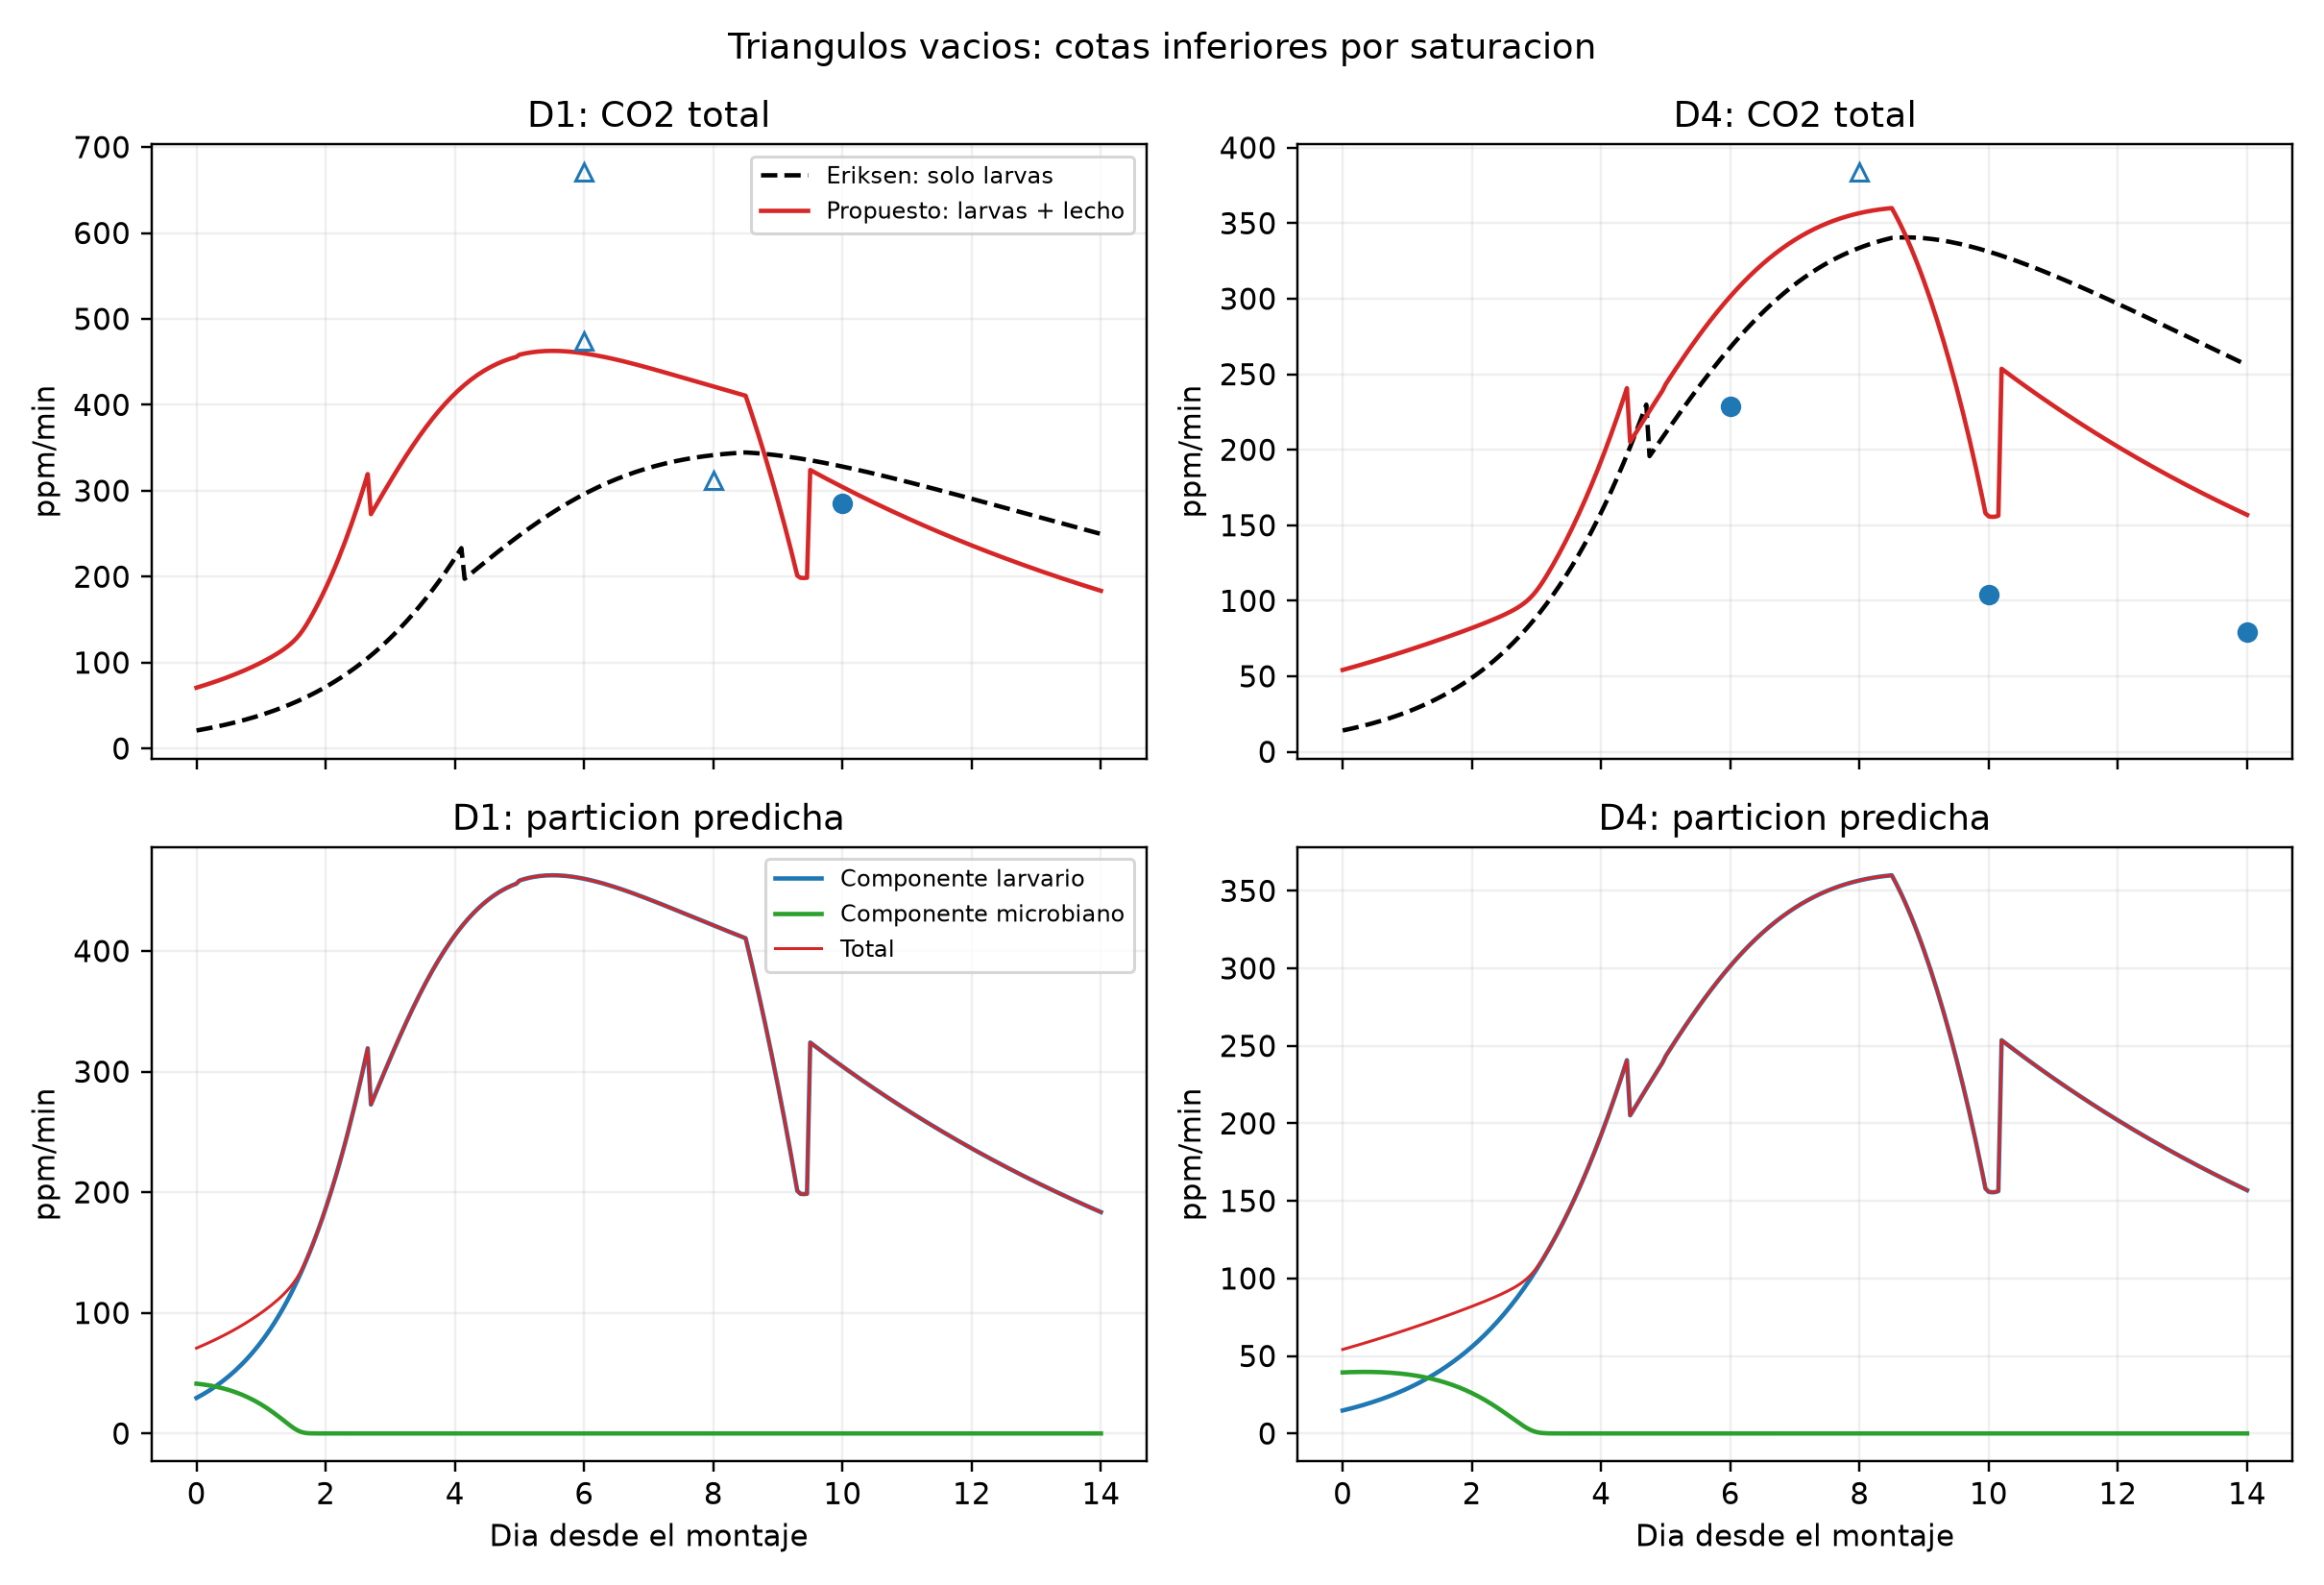 Triangulos vacios: cotas inferiores por saturacion
D1: CO2 total
700
600
500
400
300
200
100
0
ppm/min
Eriksen: solo larvas
Propuesto: larvas + lecho
D4: CO2 total
400
350
300
250
200
150
100
50
0
ppm/min
D1: particion predicha
400
300
200
100
0
ppm/min
Componente larvario
Componente microbiano
Total
0 2 4 6 8 10 12 14
Dia desde el montaje
D4: particion predicha
350
300
250
200
150
100
50
0
ppm/min
0 2 4 6 8 10 12 14
Dia desde el montaje